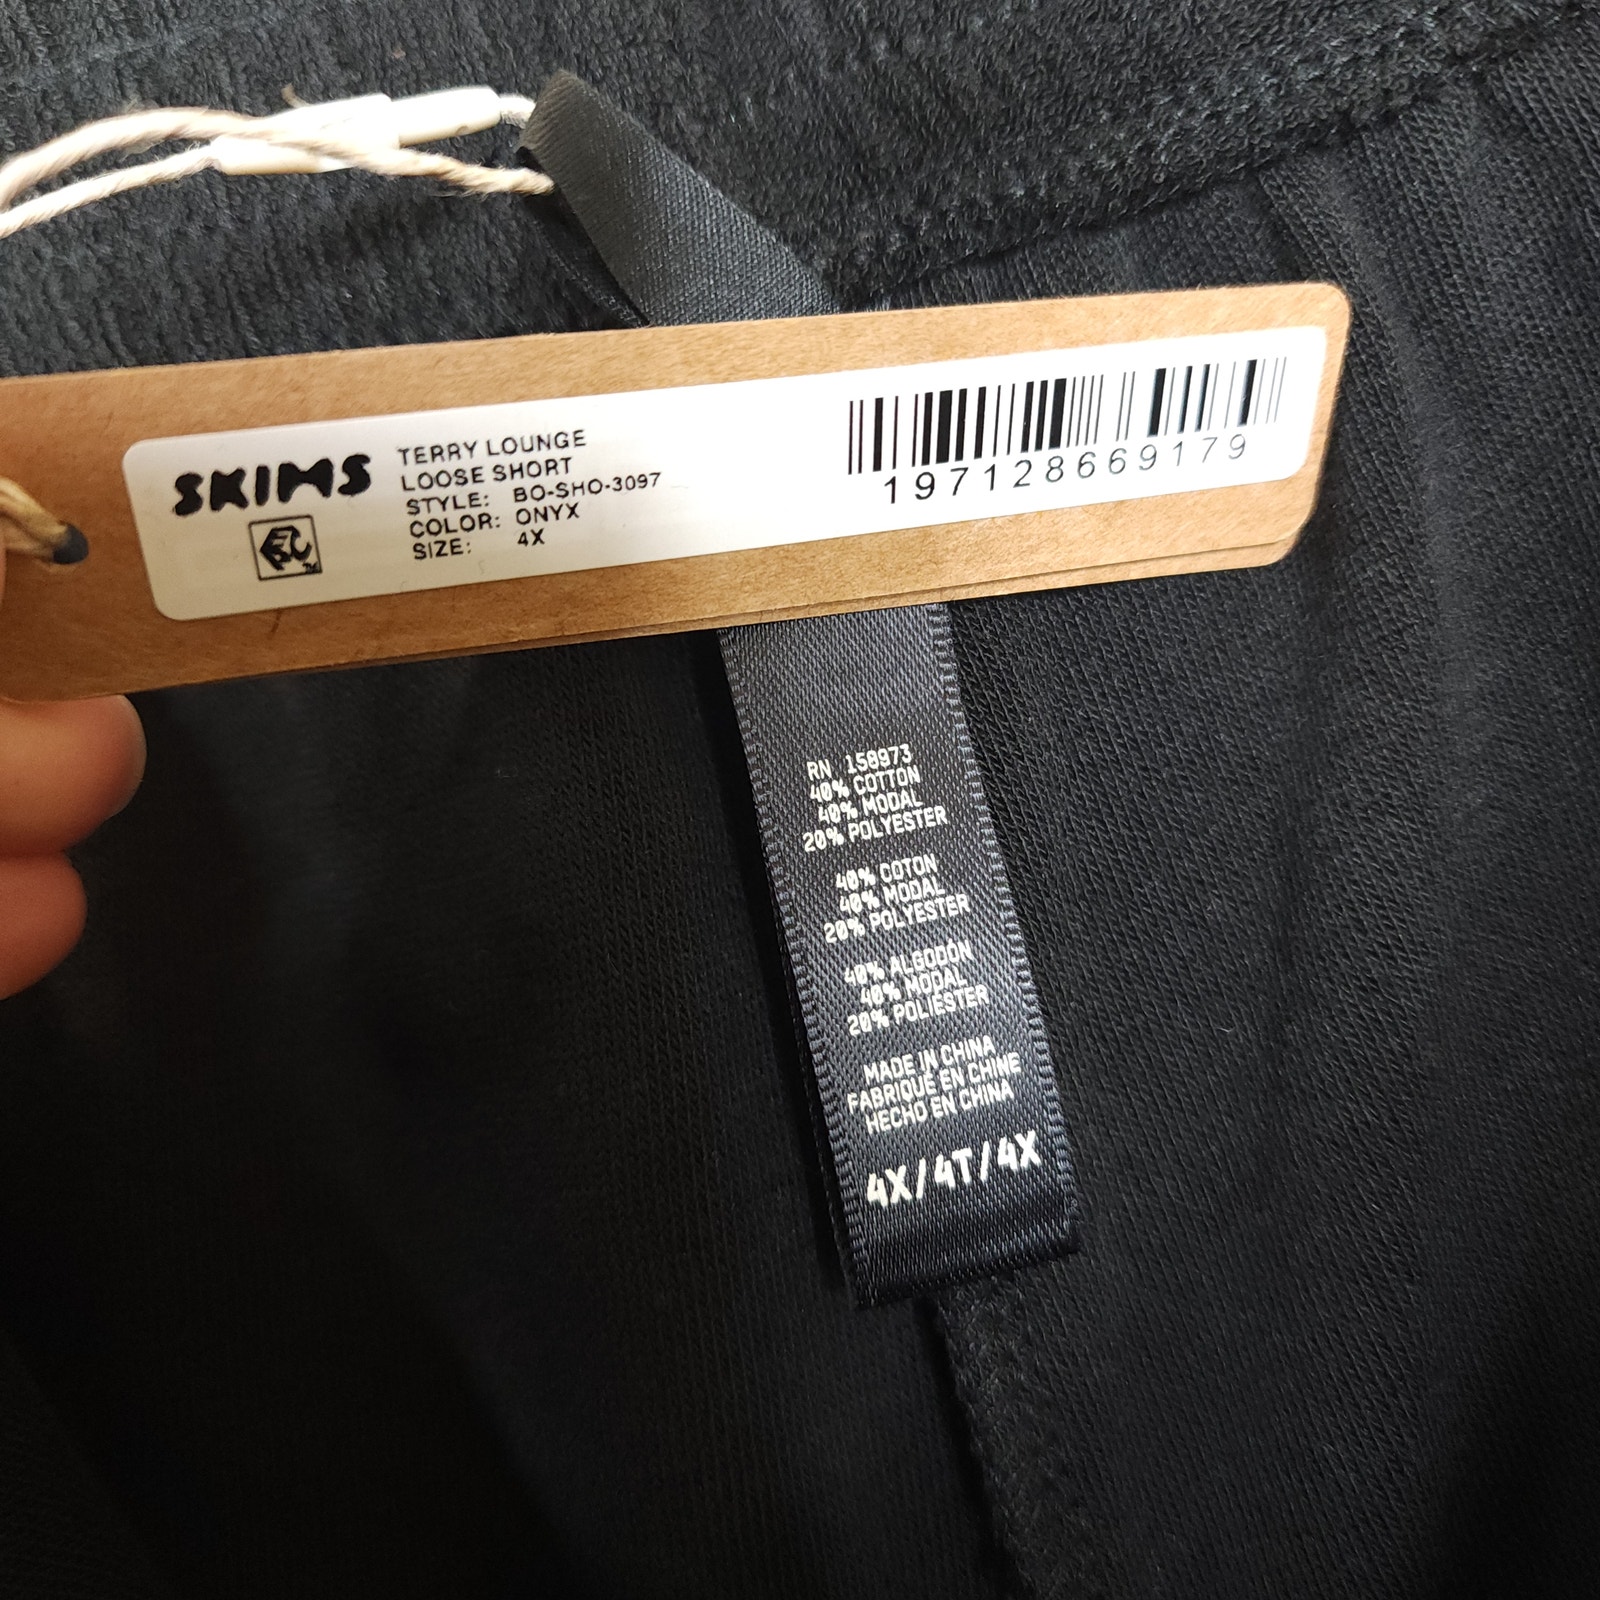 SKIMS
TERRY LOUNGE
LOOSE SHORT
STYLE: BO-SHO-3097
COLOR: ONYX
SIZE: 4X
197128669179
RN 158973
40% COTTON
40% MODAL
20% POLYESTER
40% COTON
40% MODAL
20% POLYESTER
40% ALGODÓN
40% MODAL
20% POLIÉSTER
MADE IN CHINA
FABRIQUÉ EN CHINE
HECHO EN CHINA
4X/4T/4X